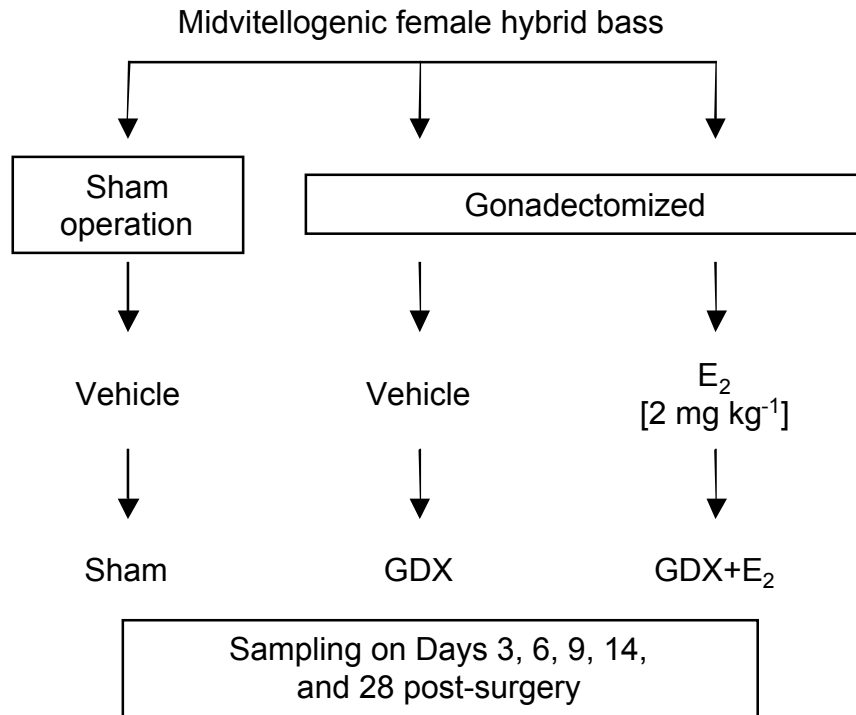 Midvitellogenic female hybrid bass
Sham
operation
Gonadectomized
Vehicle
Vehicle
E₂
[2 mg kg⁻¹]
Sham
GDX
GDX+E₂
Sampling on Days 3, 6, 9, 14,
and 28 post-surgery